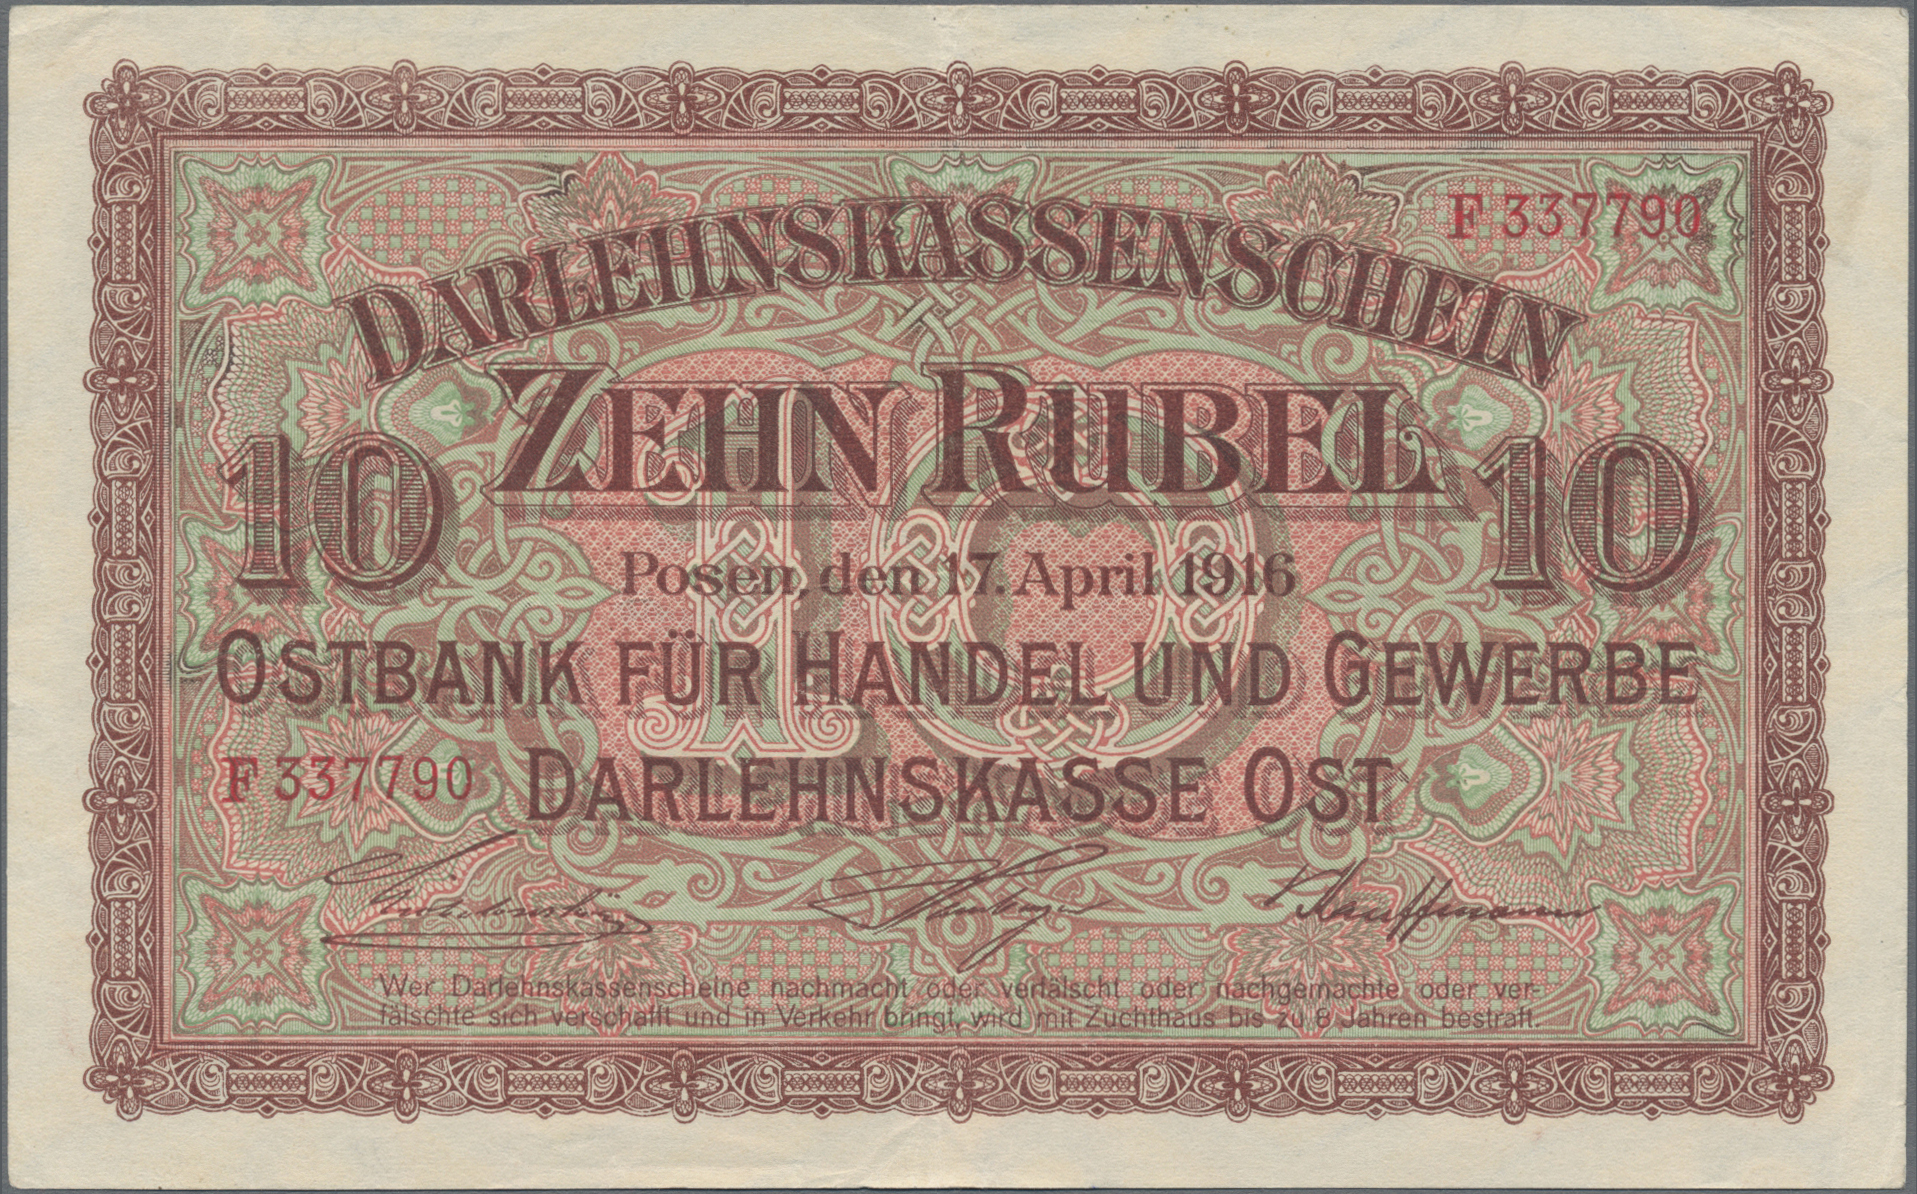 F 337790
DARLEHNSKASSENSCHEIN
ZEHN RUBEL
10 10
10
Posen, den 17. April 1916
OSTBANK FÜR HANDEL UND GEWERBE
F 337790 DARLEHNSKASSE OST
Kauffmann
Wer Darlehnskassenscheine nachmacht oder verfälscht oder nachgemachte oder ver-
fälschte sich verschafft und in Verkehr bringt, wird mit Zuchthaus bis zu 8 Jahren bestraft.